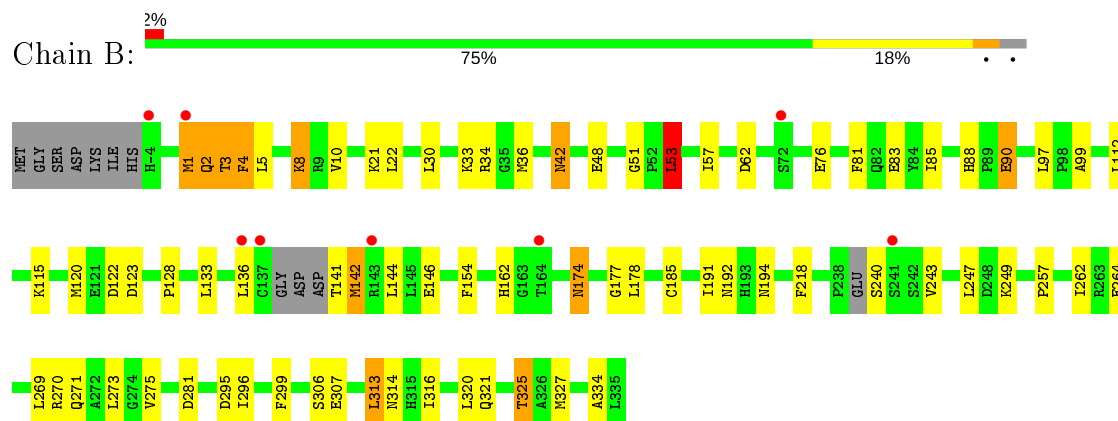 2%
Chain B:
75% 18% • •
MET GLY SER ASP LYS ILE HIS H-4 M1 Q2 T3 F4 L5 K8 R9 V10 K21 L22 L30 K33 R34 G35 M36 N42 E48 G51 P52 L53 I57 D62 S72 E76 F81 Q82 E83 Y84 I85 H88 P89 E90 L97 P98 A99 L112
K115 M120 E121 D122 D123 P128 L133 L136 C137 GLY ASP ASP T141 M142 R143 L144 L145 E146 F154 H162 G163 T164 N174 G177 L178 C185 I191 N192 H193 N194 F218 P238 GLU S240 S241 S242 V243 L247 D248 K249 P257 I262 R263 E264
L269 R270 Q271 A272 L273 G274 V275 D281 D295 I296 F299 S306 E307 L313 N314 H315 I316 L320 Q321 T325 A326 M327 A334 L335